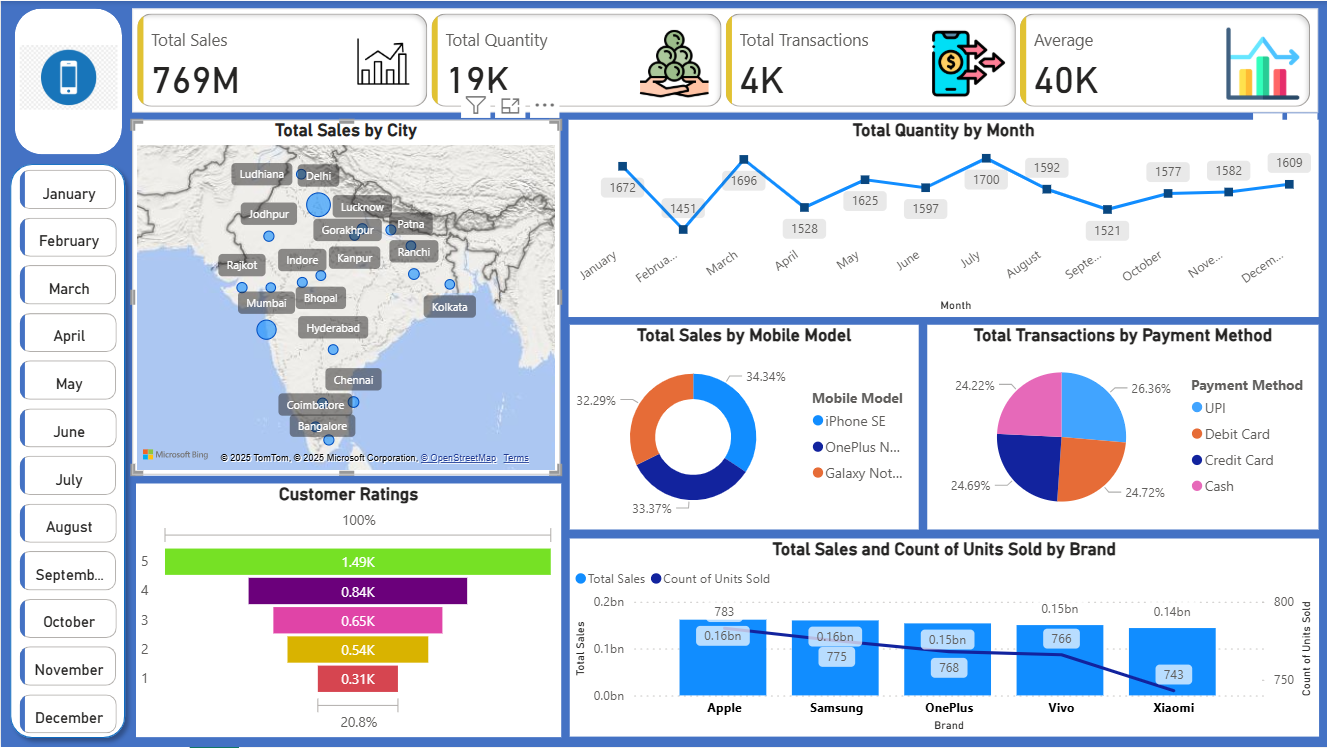 Total Sales
769M
Total Quantity
19K
Total Transactions
4K
Average
40K
January
February
March
April
May
June
July
August
Septemb...
October
November
December
Total Sales by City
Ludhiana
Delhi
Jodhpur
Lucknow
Gorakhpur
Patna
Rajkot
Indore
Kanpur
Ranchi
Mumbai
Bhopal
Kolkata
Hyderabad
Chennai
Coimbatore
Bangalore
Microsoft Bing
© 2025 TomTom, © 2025 Microsoft Corporation, © OpenStreetMap Terms
Total Quantity by Month
1672
1451
1696
1528
1625
1597
1700
1592
1521
1577
1582
1609
January
Februa...
March
April
May
June
July
August
Septe...
October
Nove...
Decem...
Month
Total Sales by Mobile Model
34.34%
32.29%
33.37%
Mobile Model
iPhone SE
OnePlus N...
Galaxy Not...
Total Transactions by Payment Method
24.22%
26.36%
24.69%
24.72%
Payment Method
UPI
Debit Card
Credit Card
Cash
Customer Ratings
100%
5 1.49K
4 0.84K
3 0.65K
2 0.54K
1 0.31K
20.8%
Total Sales and Count of Units Sold by Brand
Total Sales Count of Units Sold
Total Sales
0.2bn
0.1bn
0.0bn
783
0.16bn
0.16bn
775
0.15bn
768
0.15bn
766
0.14bn
743
800
750
Count of Units Sold
Apple
Samsung
OnePlus
Vivo
Xiaomi
Brand